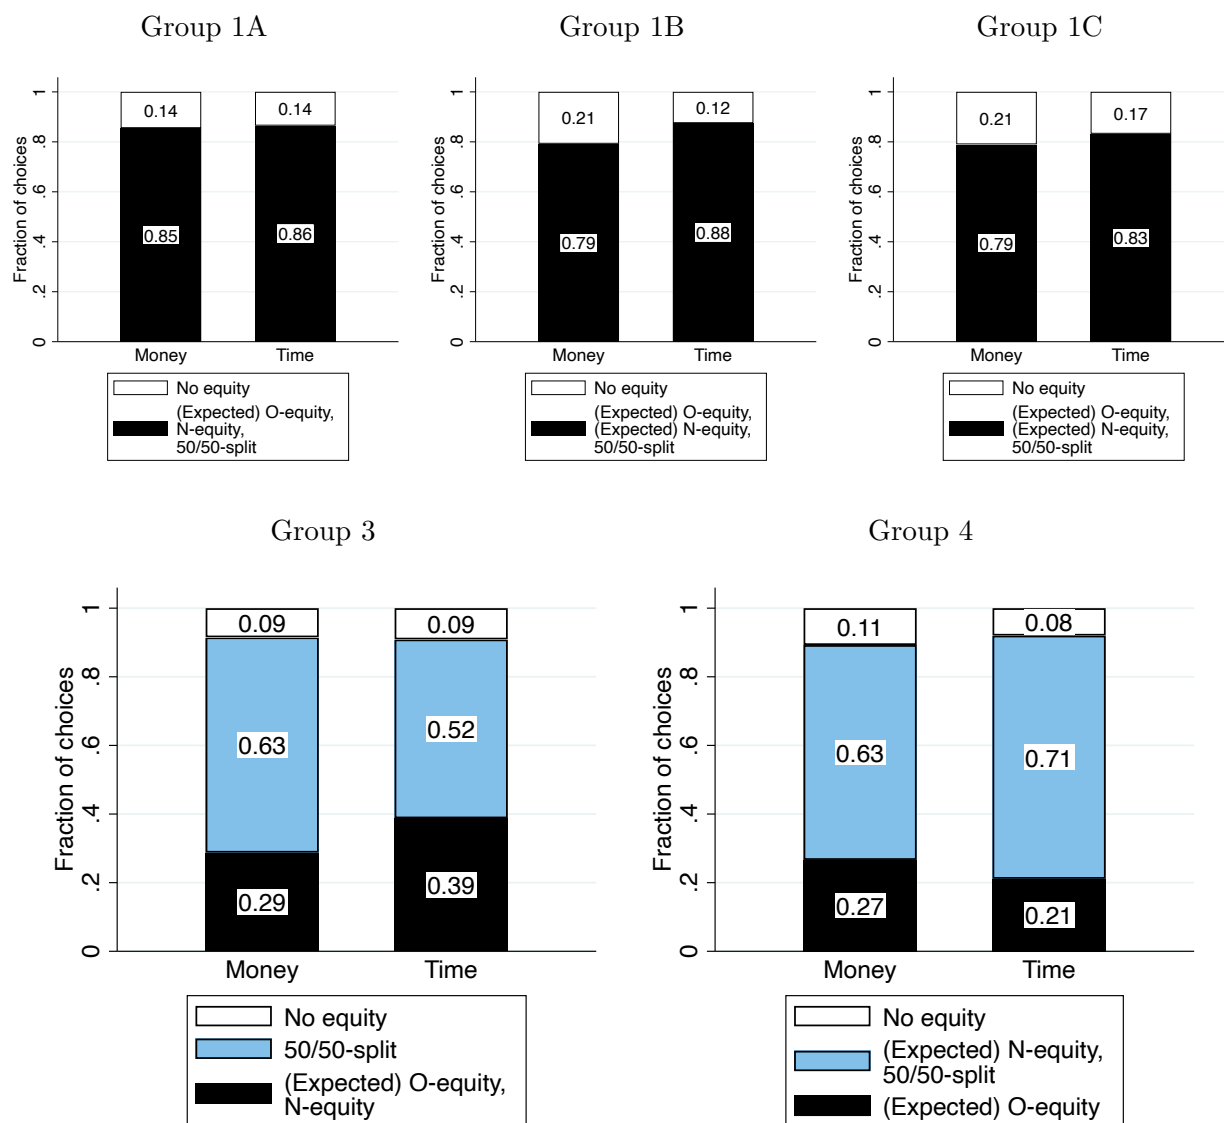 Group 1A
Fraction of choices
0 .2 .4 .6 .8 1
0.14 0.14
0.85 0.86
Money Time
No equity
(Expected) O-equity,
N-equity,
50/50-split
Group 1B
Fraction of choices
0 .2 .4 .6 .8 1
0.21 0.12
0.79 0.88
Money Time
No equity
(Expected) O-equity,
(Expected) N-equity,
50/50-split
Group 1C
Fraction of choices
0 .2 .4 .6 .8 1
0.21 0.17
0.79 0.83
Money Time
No equity
(Expected) O-equity,
(Expected) N-equity,
50/50-split
Group 3
Fraction of choices
0 .2 .4 .6 .8 1
0.09 0.09
0.63 0.52
0.29 0.39
Money Time
No equity
50/50-split
(Expected) O-equity,
N-equity
Group 4
Fraction of choices
0 .2 .4 .6 .8 1
0.11 0.08
0.63 0.71
0.27 0.21
Money Time
No equity
(Expected) N-equity,
50/50-split
(Expected) O-equity